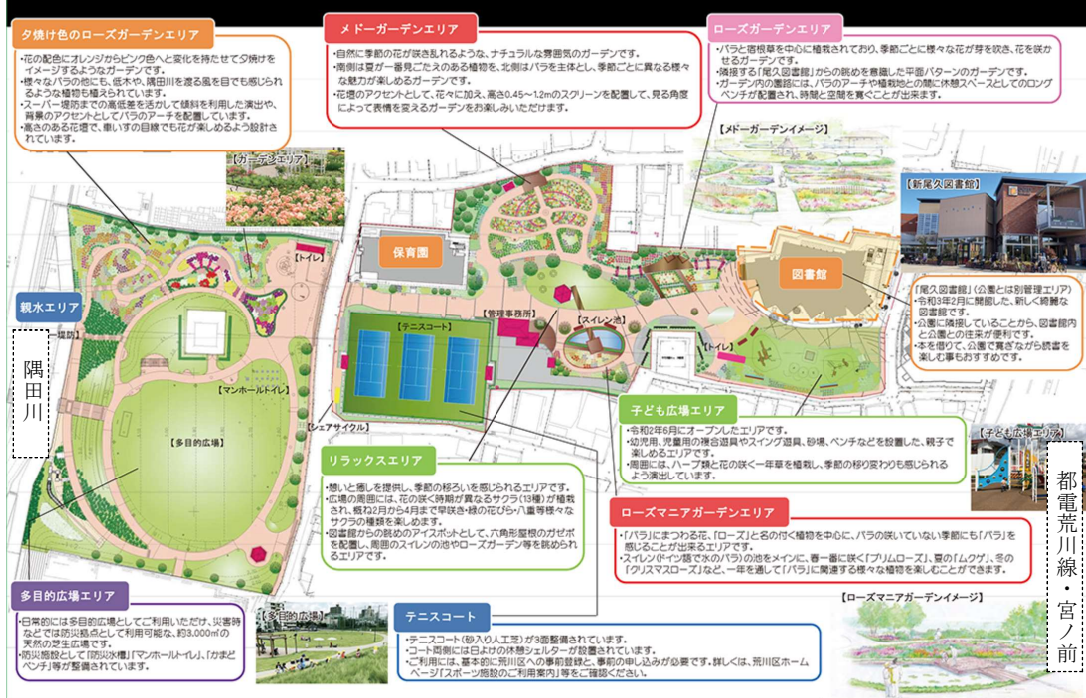 夕焼け色のローズガーデンエリア
・花の配色にオレンジからピンク色へと変化を持たせて夕焼け
をイメージするようなガーデンです。
・様々なバラの他にも、低木や、隅田川を渡る風を目でも感じられ
るような植物も植えられています。
・スーパー堤防までの高低差を活かして傾斜を利用した演出や、
背景のアクセントとしてバラのアーチを配置しています。
・高さのある花壇で、車いすの目線でも花が楽しめるよう設計さ
れています。
メドーガーデンエリア
・自然に季節の花が咲き乱れるような、ナチュラルな雰囲気のガーデンです。
・南側は夏が一番見ごたえのある植物を、北側はバラを主体とし、季節ごとに異なる様々
な魅力が楽しめるガーデンです。
・花壇のアクセントとして、花々に加え、高さ0.45～1.2mのスクリーンを配置して、見る角度
によって表情を変えるガーデンをお楽しみいただけます。
ローズガーデンエリア
・バラと宿根草を中心に植栽されており、季節ごとに様々な花が芽を吹き、花を咲か
せるガーデンです。
・隣接する「尾久図書館」からの眺めを意識した平面パターンのガーデンです。
・ガーデン内の園路には、バラのアーチや植栽地との間に休憩スペースとしてのロング
ベンチが配置され、時間と空間を寛ぐことが出来ます。
【メドーガーデンイメージ】
【ガーデンエリア】
【新尾久図書館】
【トイレ】
保育園
図書館
親水エリア
堤防
隅田川
【管理事務所】
【テニスコート】
【スイレン池】
【トイレ】
「尾久図書館」（公園とは別管理エリア）
・令和3年2月に開館した、新しく綺麗な
図書館です。
・公園に隣接していることから、図書館内
と公園との往来が便利です。
・本を借りて、公園で寛ぎながら読書を
楽しむ事もおすすめです。
【マンホールトイレ】
【多目的広場】
【シェアサイクル】
子ども広場エリア
・令和2年6月にオープンしたエリアです。
・幼児用、児童用の複合遊具やスイング遊具、砂場、ベンチなどを設置した、親子で
楽しめるエリアです。
・周囲には、ハーブ類と花の咲く一年草を植栽し、季節の移り変わりも感じられる
よう演出しています。
【子ども広場エリア】
都電荒川線・宮ノ前
リラックスエリア
・憩いと癒しを提供し、季節の移ろいを感じられるエリアです。
・広場の周囲には、花の咲く時期が異なるサクラ（13種）が植栽
され、概ね2月から4月まで早咲き・緑の花びら・八重等様々な
サクラの種類を楽しめます。
・図書館からの眺めのアイスポットとして、六角形屋根のガゼボ
を配置し、周囲のスイレンの池やローズガーデン等を眺められ
るエリアです。
ローズマニアガーデンエリア
・「バラ」にまつわる花、「ローズ」と名の付く植物を中心に、バラの咲いていない季節にも「バラ」を
感じることが出来るエリアです。
・スイレン（ドイツ語で水のバラ）の池をメインに、春一番に咲く「プリムローズ」、夏の「ムクゲ」、冬の
「クリスマスローズ」など、一年を通して「バラ」に関連する様々な植物を楽しむことができます。
多目的広場エリア
・日常的には多目的広場としてご利用いただけ、災害時
などでは防災拠点として利用可能な、約3,000㎡の
天然の芝生広場です。
・防災施設として「防災水槽」「マンホールトイレ」、「かまど
ベンチ」等が整備されています。
【多目的広場】
テニスコート
・テニスコート（砂入り人工芝）が3面整備されています。
・コート両側には日よけの休憩シェルターが設置されています。
・ご利用には、基本的に荒川区への事前登録と、事前の申し込みが必要です。詳しくは、荒川区ホーム
ページ「スポーツ施設のご利用案内」等をご確認ください。
【ローズマニアガーデンイメージ】